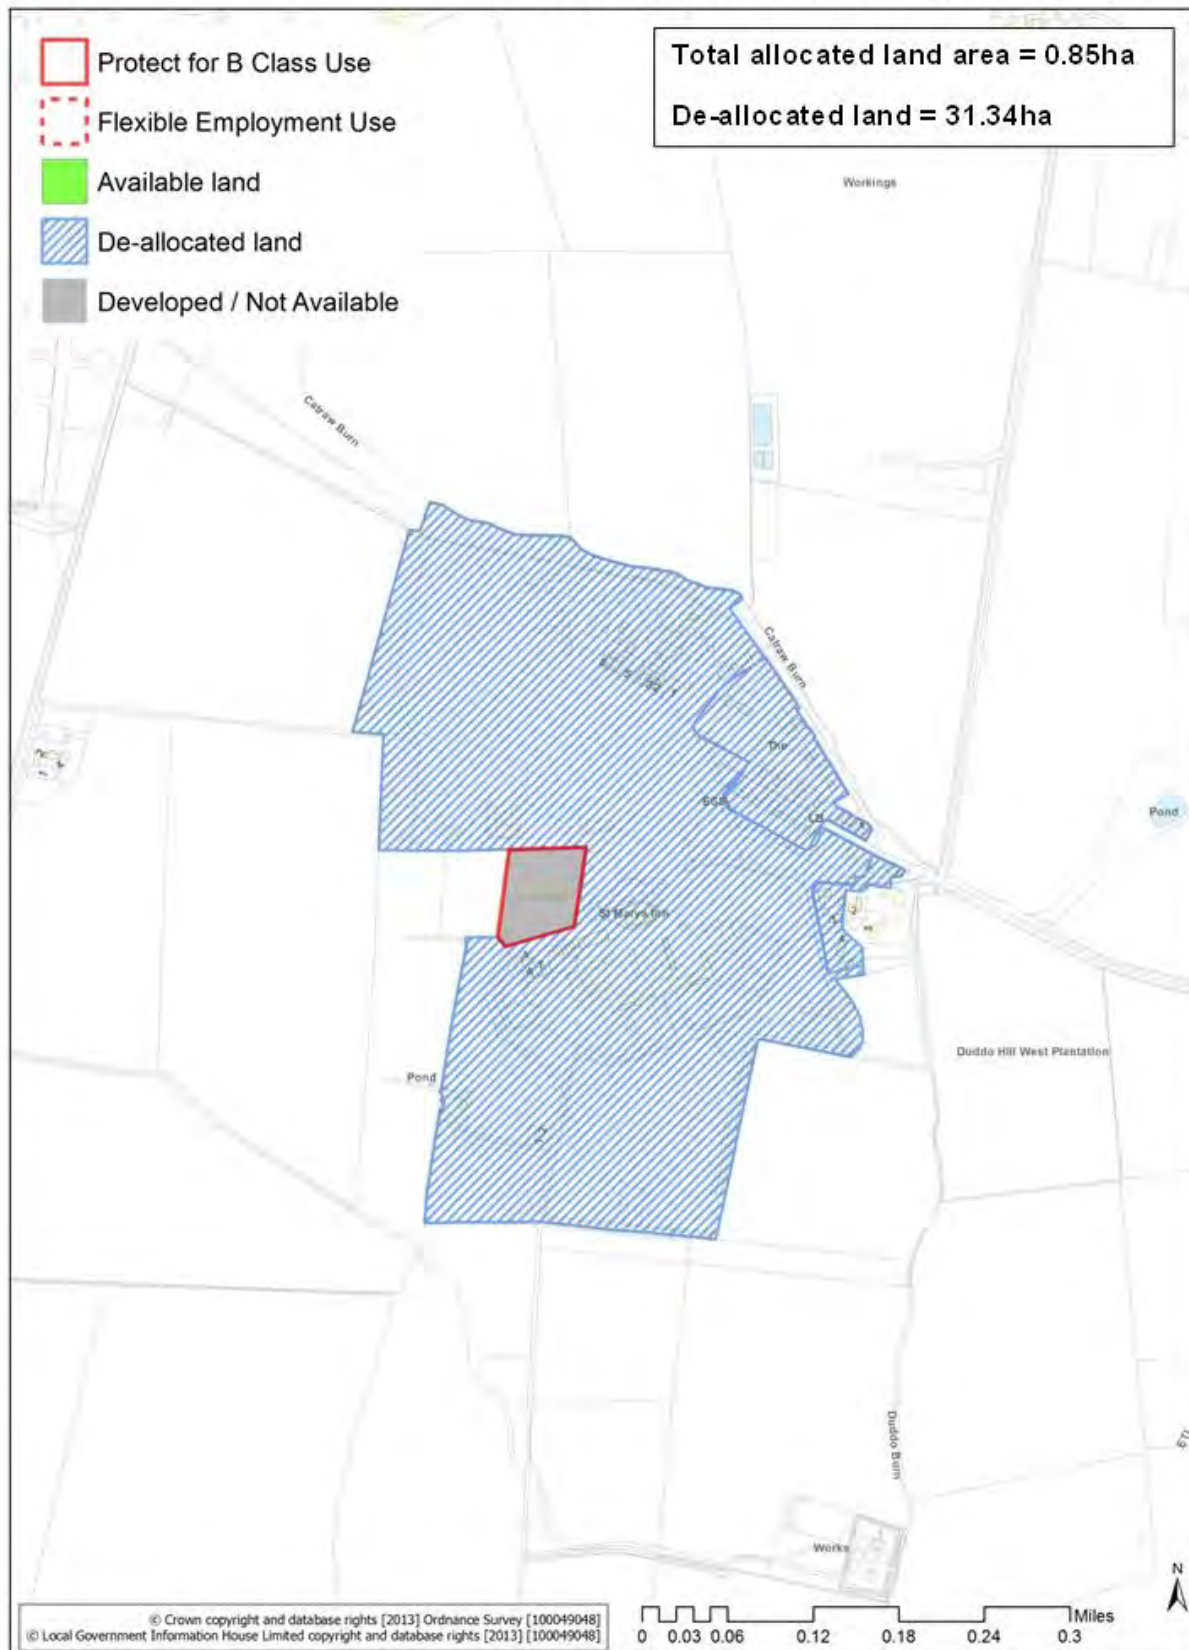 Protect for B Class Use
Flexible Employment Use
Available land
De-allocated land
Developed / Not Available
Total allocated land area = 0.85ha
De-allocated land = 31.34ha
Workings
Catraw Burn
Catraw Burn
The
ESS
LB
Pond
St Marys Inn
Duddo Hill West Plantation
Pond
Duddo Burn
Works
N
Miles
0 0.03 0.06 0.12 0.18 0.24 0.3
© Crown copyright and database rights [2013] Ordnance Survey [100049048]
© Local Government Information House Limited copyright and database rights [2013] [100049048]